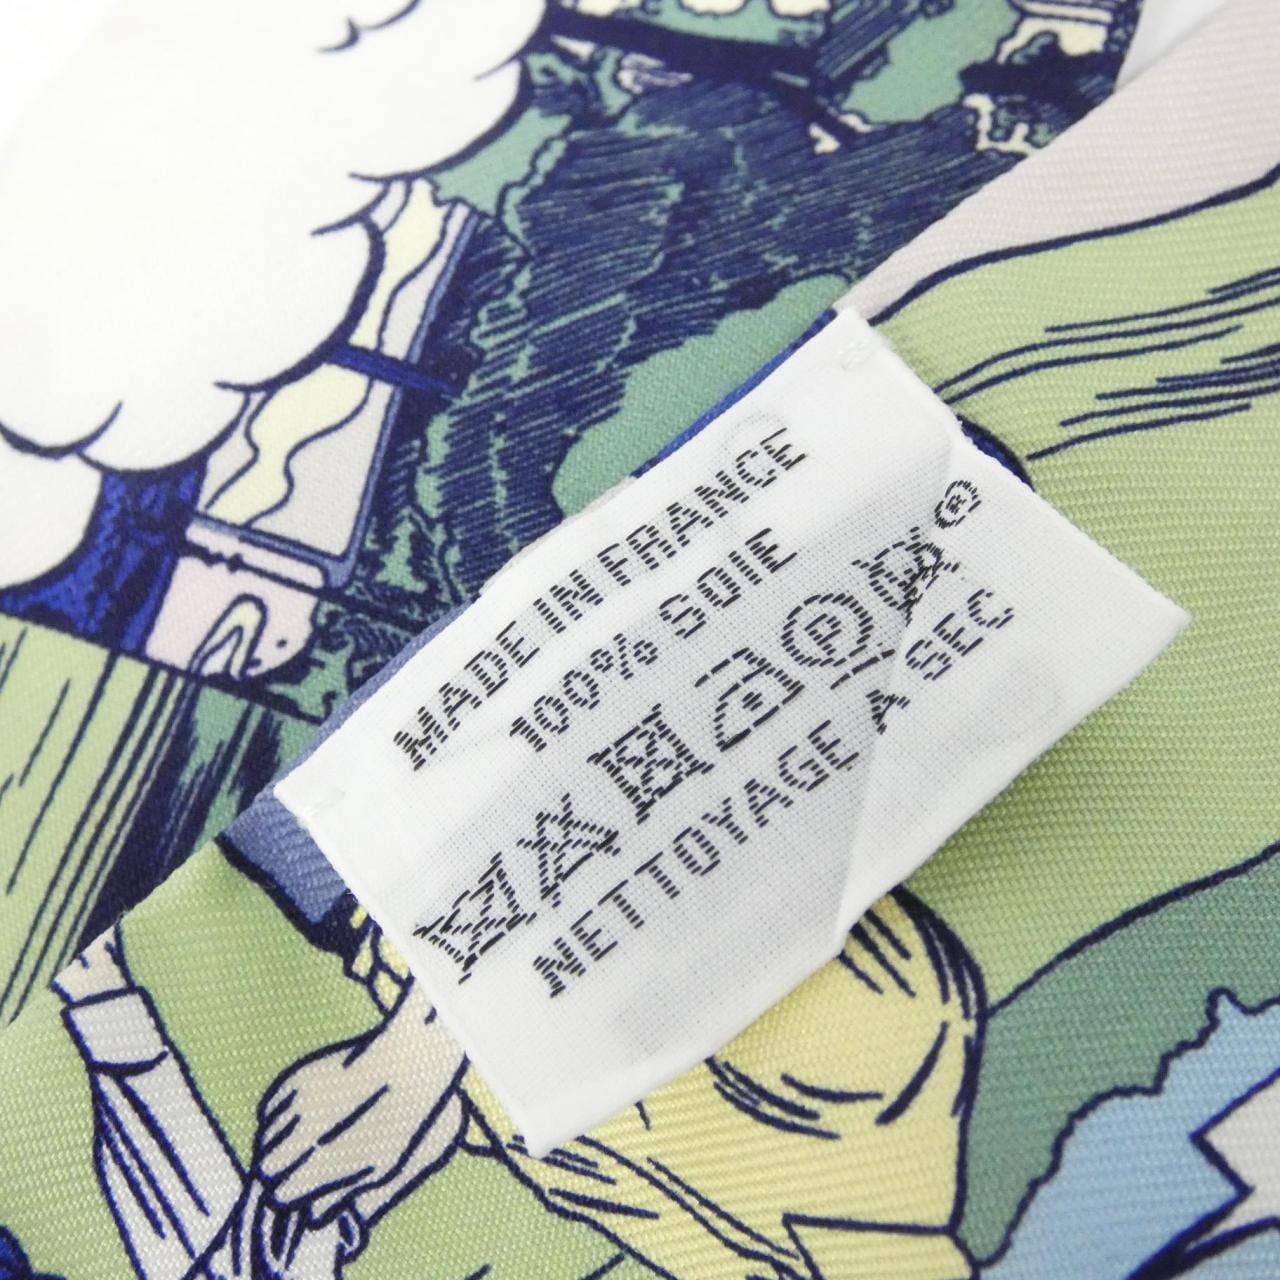 MADE IN FRANCE
100% SOIE
Ⓟ ®
NETTOYAGE A SEC